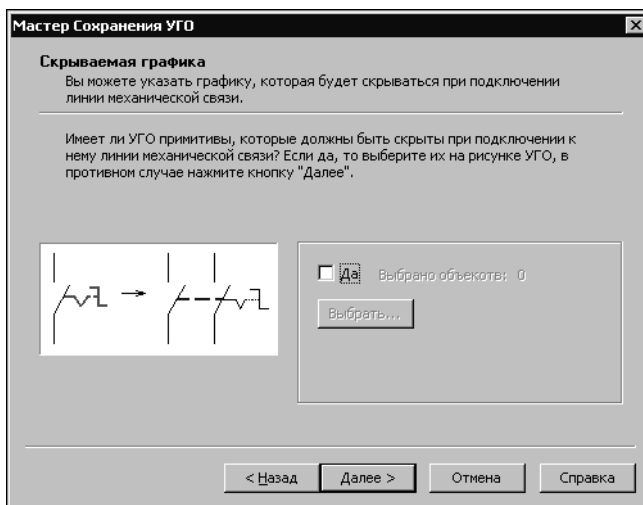 Мастер Сохранения УГО
Скрываемая графика
Вы можете указать графику, которая будет скрываться при подключении
линии механической связи.
Имеет ли УГО примитивы, которые должны быть скрыты при подключении к
нему линии механической связи? Если да, то выберите их на рисунке УГО, в
противном случае нажмите кнопку "Далее".
Да Выбрано объекотв: 0
Выбрать...
< Назад Далее > Отмена Справка